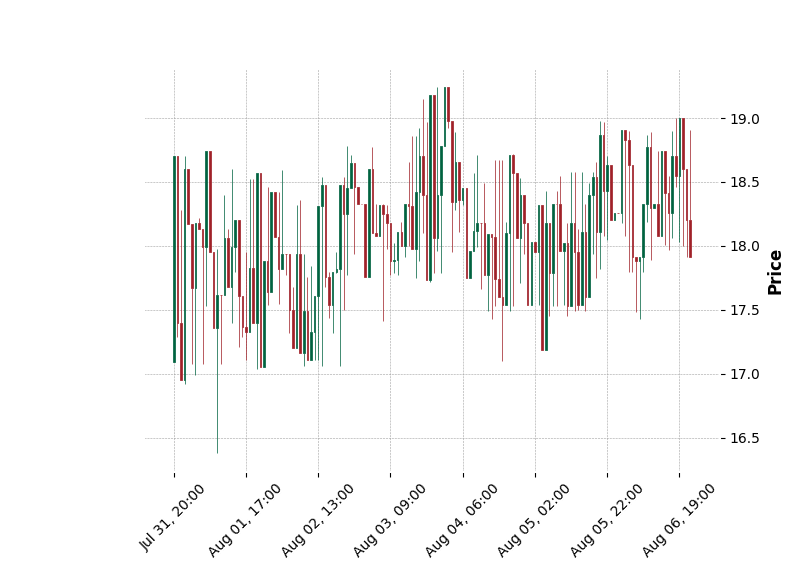 19.0
18.5
18.0
17.5
17.0
16.5
Price
Jul 31, 20:00
Aug 01, 17:00
Aug 02, 13:00
Aug 03, 09:00
Aug 04, 06:00
Aug 05, 02:00
Aug 05, 22:00
Aug 06, 19:00